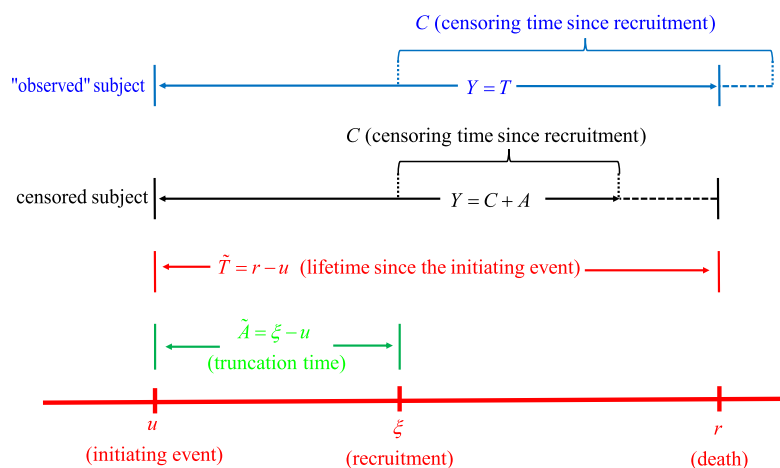 C (censoring time since recruitment)
"observed" subject
Y = T
C (censoring time since recruitment)
censored subject
Y = C + A
T̃ = r − u (lifetime since the initiating event)
Ã = ξ − u
(truncation time)
u ξ r
(initiating event) (recruitment) (death)